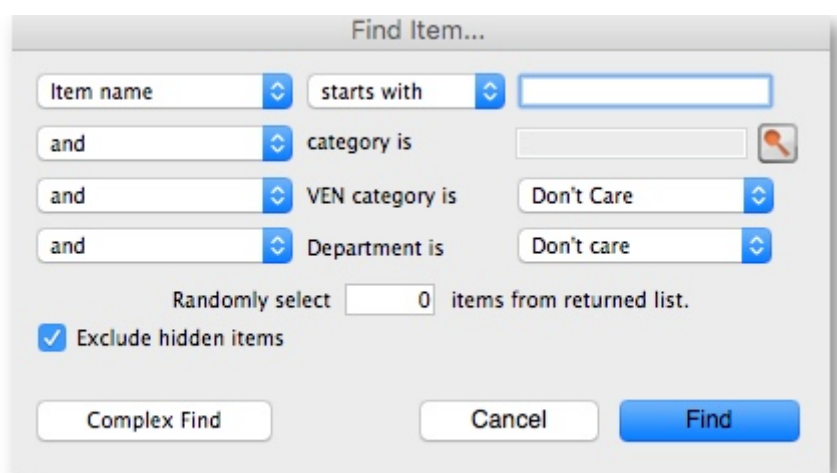 Find Item...
Item name starts with
and category is
and VEN category is Don't Care
and Department is Don't care
Randomly select 0 items from returned list.
Exclude hidden items
Complex Find Cancel Find